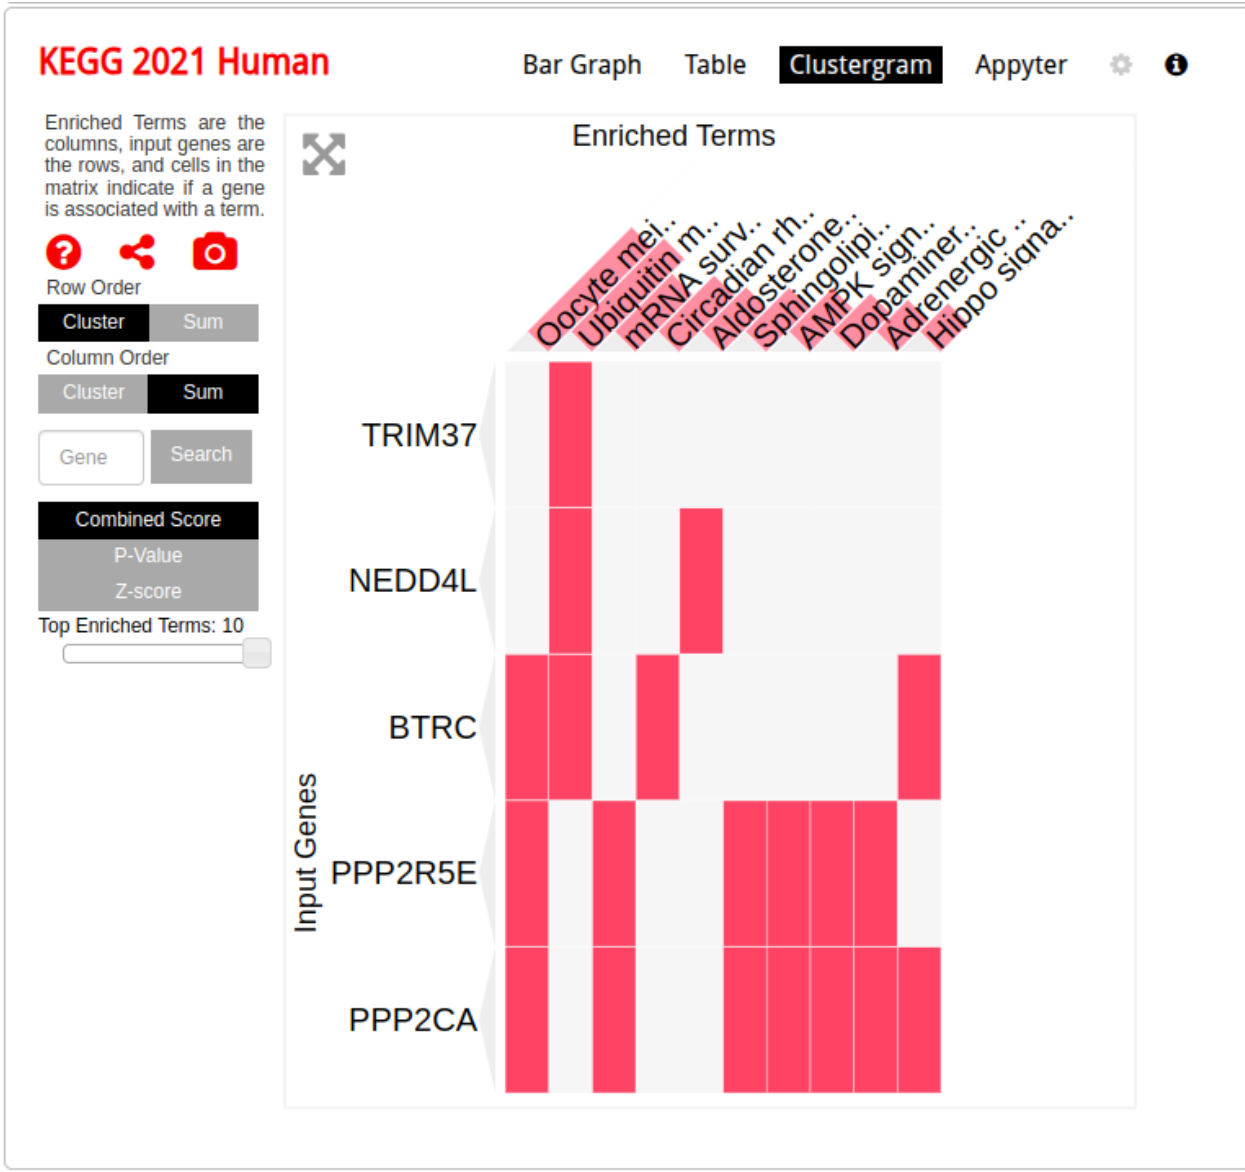 KEGG 2021 Human
Bar Graph Table Clustergram Appyter
Enriched Terms are the
columns, input genes are
the rows, and cells in the
matrix indicate if a gene
is associated with a term.
Row Order
Cluster Sum
Column Order
Cluster Sum
Gene Search
Combined Score
P-Value
Z-score
Top Enriched Terms: 10
Enriched Terms
Oocyte mei..
Ubiquitin m..
mRNA surv..
Circadian rh..
Aldosterone..
Sphingolipi..
AMPK sign..
Dopaminer..
Adrenergic ..
Hippo signa..
Input Genes
TRIM37
NEDD4L
BTRC
PPP2R5E
PPP2CA